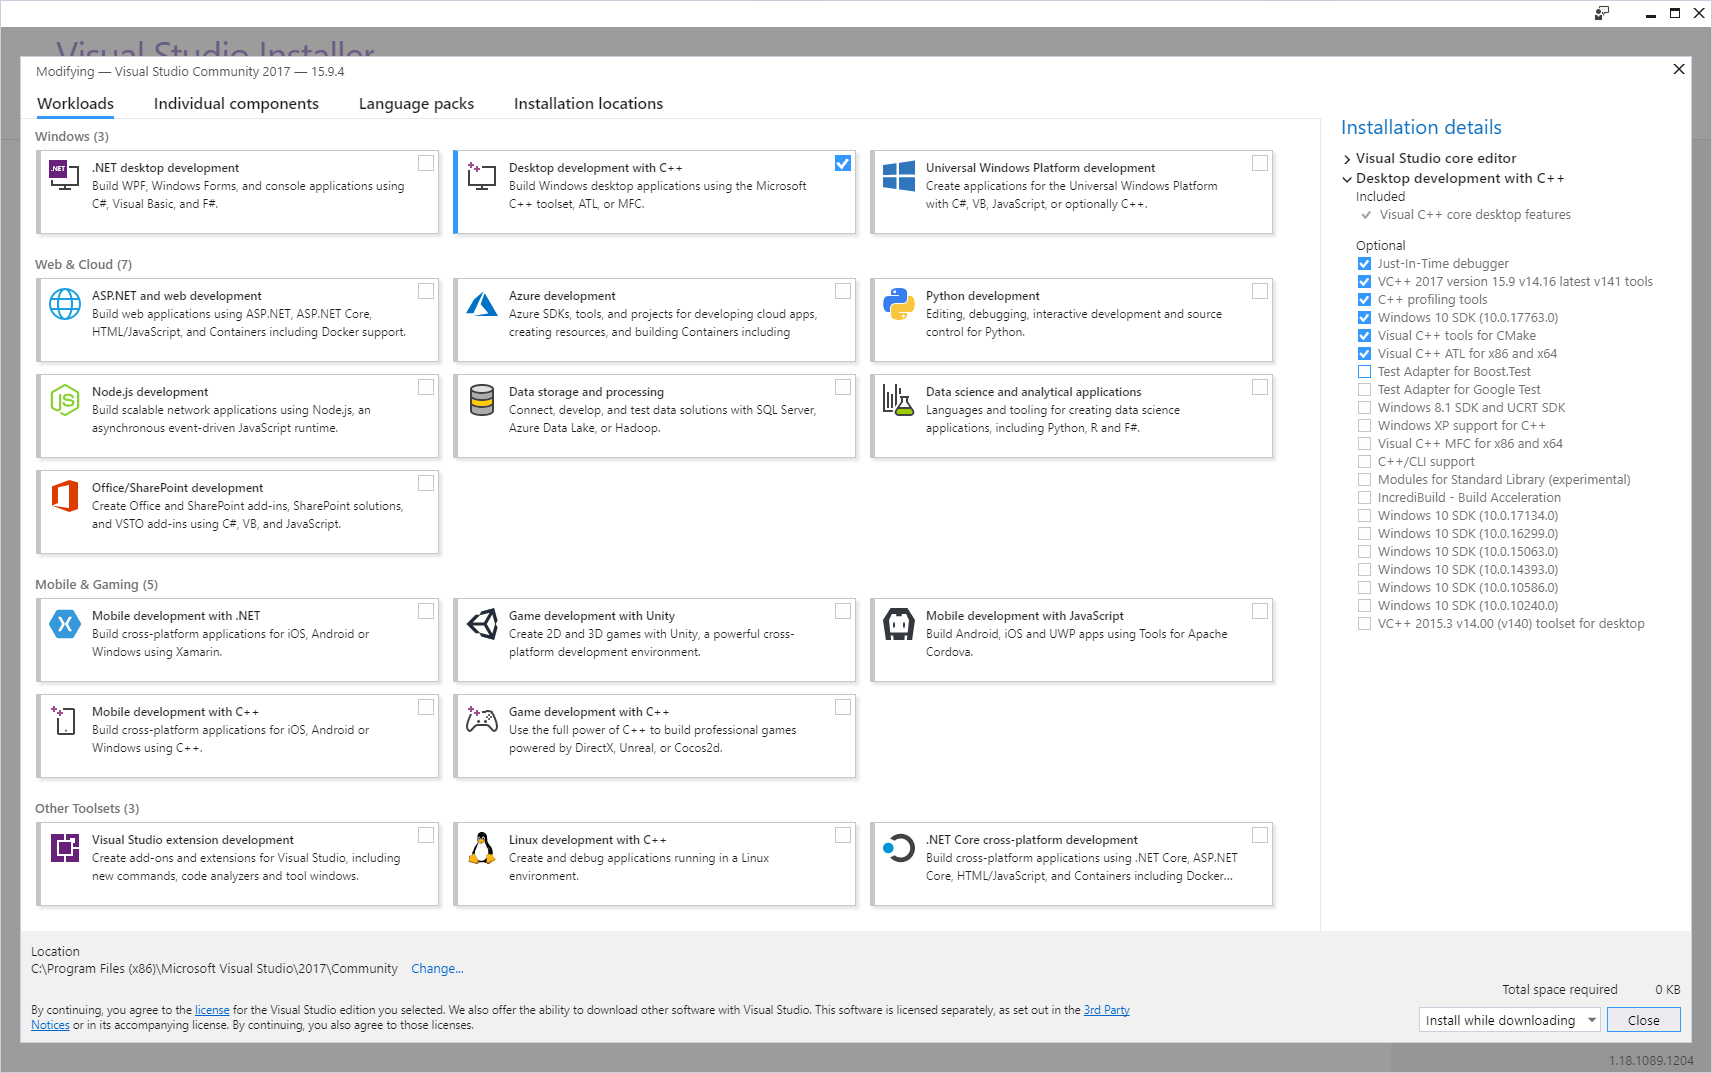 Visual Studio Installer
Modifying — Visual Studio Community 2017 — 15.9.4
Workloads
Individual components
Language packs
Installation locations
Windows (3)
.NET
.NET desktop development
Build WPF, Windows Forms, and console applications using
C#, Visual Basic, and F#.
Desktop development with C++
Build Windows desktop applications using the Microsoft
C++ toolset, ATL, or MFC.
Universal Windows Platform development
Create applications for the Universal Windows Platform
with C#, VB, JavaScript, or optionally C++.
Web & Cloud (7)
ASP.NET and web development
Build web applications using ASP.NET, ASP.NET Core,
HTML/JavaScript, and Containers including Docker support.
Azure development
Azure SDKs, tools, and projects for developing cloud apps,
creating resources, and building Containers including
Python development
Editing, debugging, interactive development and source
control for Python.
JS
Node.js development
Build scalable network applications using Node.js, an
asynchronous event-driven JavaScript runtime.
Data storage and processing
Connect, develop, and test data solutions with SQL Server,
Azure Data Lake, or Hadoop.
Data science and analytical applications
Languages and tooling for creating data science
applications, including Python, R and F#.
Office/SharePoint development
Create Office and SharePoint add-ins, SharePoint solutions,
and VSTO add-ins using C#, VB, and JavaScript.
Mobile & Gaming (5)
Mobile development with .NET
Build cross-platform applications for iOS, Android or
Windows using Xamarin.
Game development with Unity
Create 2D and 3D games with Unity, a powerful cross-
platform development environment.
Mobile development with JavaScript
Build Android, iOS and UWP apps using Tools for Apache
Cordova.
Mobile development with C++
Build cross-platform applications for iOS, Android or
Windows using C++.
Game development with C++
Use the full power of C++ to build professional games
powered by DirectX, Unreal, or Cocos2d.
Other Toolsets (3)
Visual Studio extension development
Create add-ons and extensions for Visual Studio, including
new commands, code analyzers and tool windows.
Linux development with C++
Create and debug applications running in a Linux
environment.
.NET Core cross-platform development
Build cross-platform applications using .NET Core, ASP.NET
Core, HTML/JavaScript, and Containers including Docker...
Installation details
Visual Studio core editor
Desktop development with C++
Included
Visual C++ core desktop features
Optional
Just-In-Time debugger
VC++ 2017 version 15.9 v14.16 latest v141 tools
C++ profiling tools
Windows 10 SDK (10.0.17763.0)
Visual C++ tools for CMake
Visual C++ ATL for x86 and x64
Test Adapter for Boost.Test
Test Adapter for Google Test
Windows 8.1 SDK and UCRT SDK
Windows XP support for C++
Visual C++ MFC for x86 and x64
C++/CLI support
Modules for Standard Library (experimental)
IncrediBuild - Build Acceleration
Windows 10 SDK (10.0.17134.0)
Windows 10 SDK (10.0.16299.0)
Windows 10 SDK (10.0.15063.0)
Windows 10 SDK (10.0.14393.0)
Windows 10 SDK (10.0.10586.0)
Windows 10 SDK (10.0.10240.0)
VC++ 2015.3 v14.00 (v140) toolset for desktop
Location
C:\Program Files (x86)\Microsoft Visual Studio\2017\Community Change...
By continuing, you agree to the license for the Visual Studio edition you selected. We also offer the ability to download other software with Visual Studio. This software is licensed separately, as set out in the 3rd Party
Notices or in its accompanying license. By continuing, you also agree to those licenses.
Total space required 0 KB
Install while downloading
Close
1.18.1089.1204